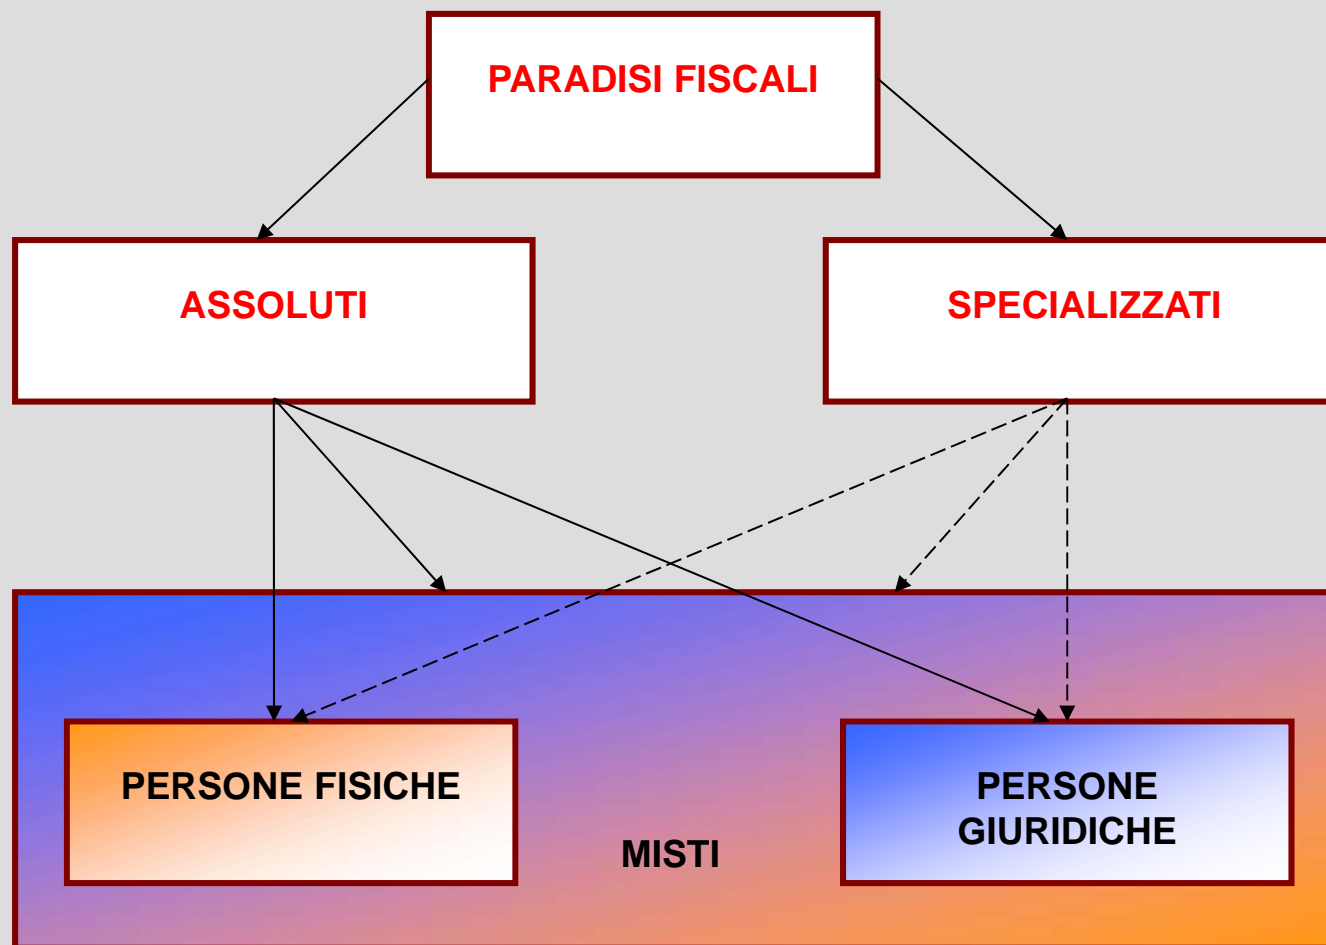 PARADISI FISCALI
ASSOLUTI
SPECIALIZZATI
PERSONE FISICHE
PERSONE
GIURIDICHE
MISTI